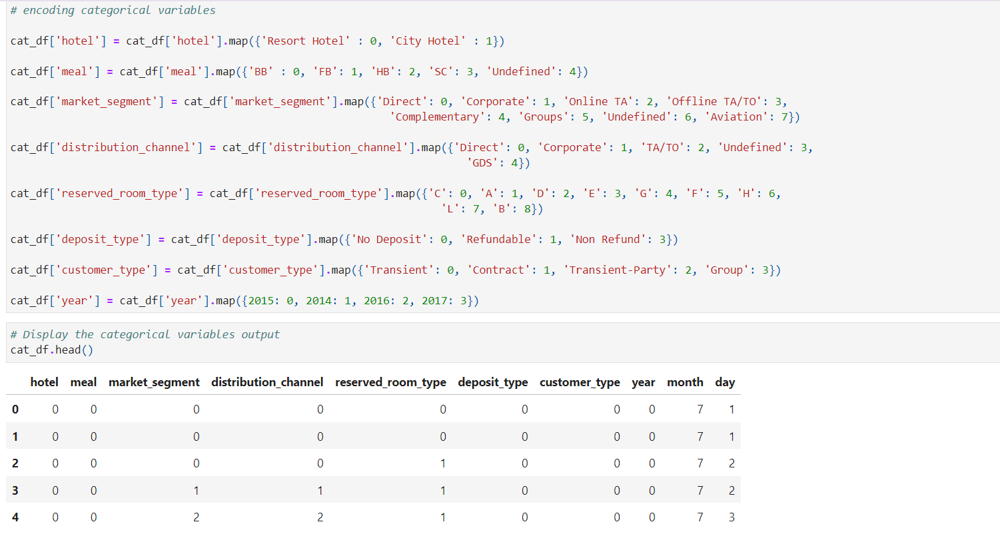 # encoding categorical variables
cat_df['hotel'] = cat_df['hotel'].map({'Resort Hotel' : 0, 'City Hotel' : 1})
cat_df['meal'] = cat_df['meal'].map({'BB' : 0, 'FB': 1, 'HB': 2, 'SC': 3, 'Undefined': 4})
cat_df['market_segment'] = cat_df['market_segment'].map({'Direct': 0, 'Corporate': 1, 'Online TA': 2, 'Offline TA/TO': 3,
'Complementary': 4, 'Groups': 5, 'Undefined': 6, 'Aviation': 7})
cat_df['distribution_channel'] = cat_df['distribution_channel'].map({'Direct': 0, 'Corporate': 1, 'TA/TO': 2, 'Undefined': 3,
'GDS': 4})
cat_df['reserved_room_type'] = cat_df['reserved_room_type'].map({'C': 0, 'A': 1, 'D': 2, 'E': 3, 'G': 4, 'F': 5, 'H': 6,
'L': 7, 'B': 8})
cat_df['deposit_type'] = cat_df['deposit_type'].map({'No Deposit': 0, 'Refundable': 1, 'Non Refund': 3})
cat_df['customer_type'] = cat_df['customer_type'].map({'Transient': 0, 'Contract': 1, 'Transient-Party': 2, 'Group': 3})
cat_df['year'] = cat_df['year'].map({2015: 0, 2014: 1, 2016: 2, 2017: 3})
# Display the categorical variables output
cat_df.head()
hotel meal market_segment distribution_channel reserved_room_type deposit_type customer_type year month day
0 0 0 0 0 0 0 0 0 7 1
1 0 0 0 0 0 0 0 0 7 1
2 0 0 0 0 1 0 0 0 7 2
3 0 0 1 1 1 0 0 0 7 2
4 0 0 2 2 1 0 0 0 7 3